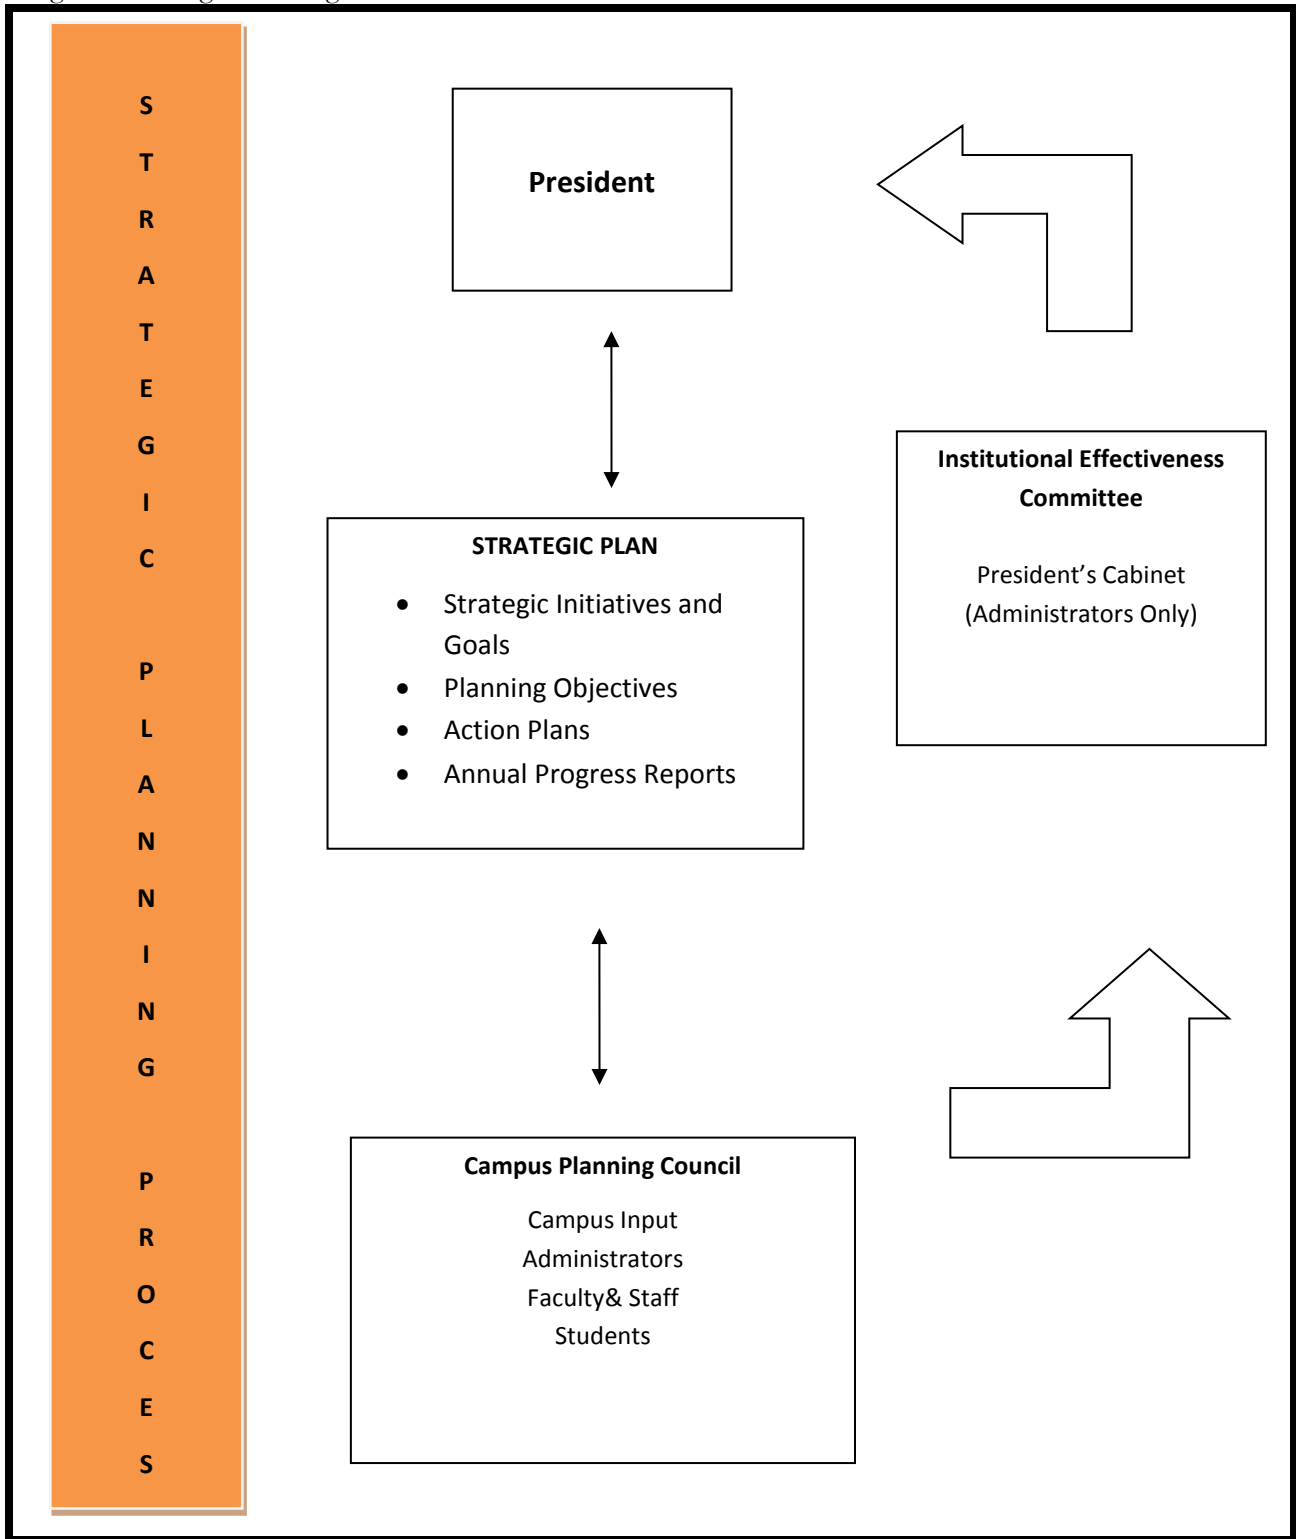 S
T
R
A
T
E
G
I
C
P
L
A
N
N
I
N
G
P
R
O
C
E
S
President
Institutional Effectiveness
Committee
President’s Cabinet
(Administrators Only)
STRATEGIC PLAN
• Strategic Initiatives and
Goals
• Planning Objectives
• Action Plans
• Annual Progress Reports
Campus Planning Council
Campus Input
Administrators
Faculty& Staff
Students